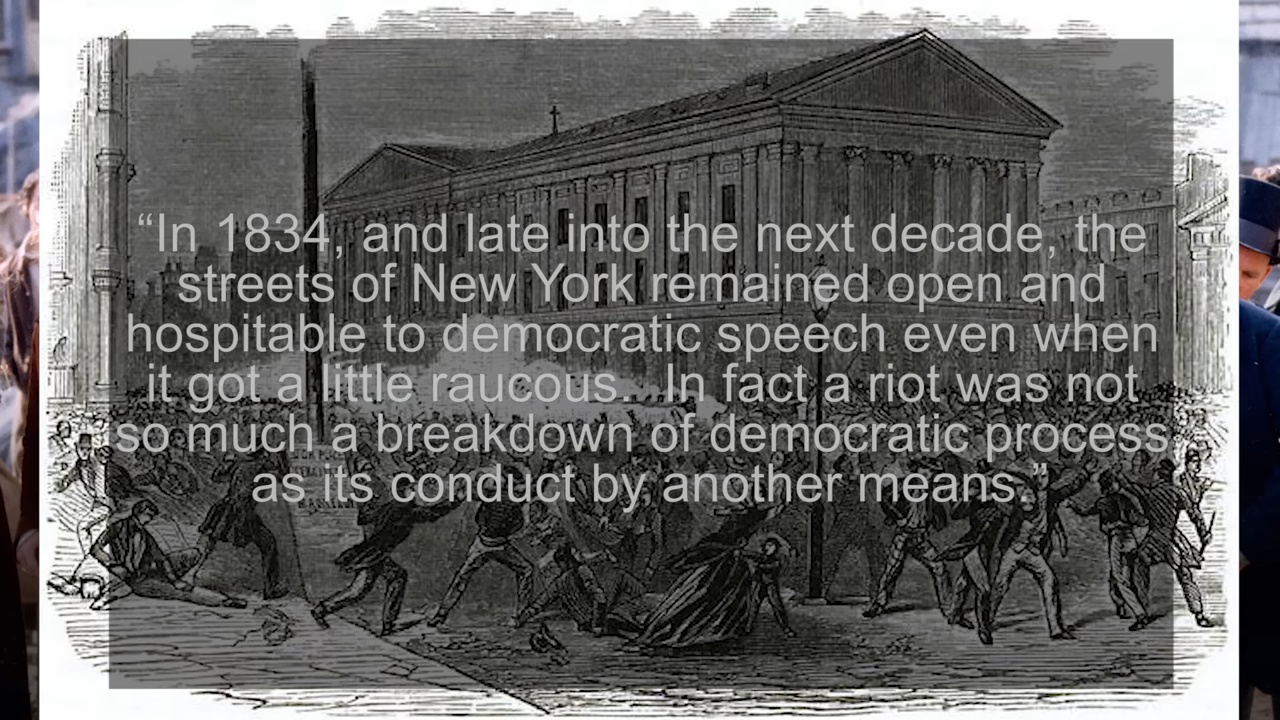 “In 1834, and late into the next decade, the
streets of New York remained open and
hospitable to democratic speech even when
it got a little raucous.  In fact a riot was not
so much a breakdown of democratic process
as its conduct by another means.”